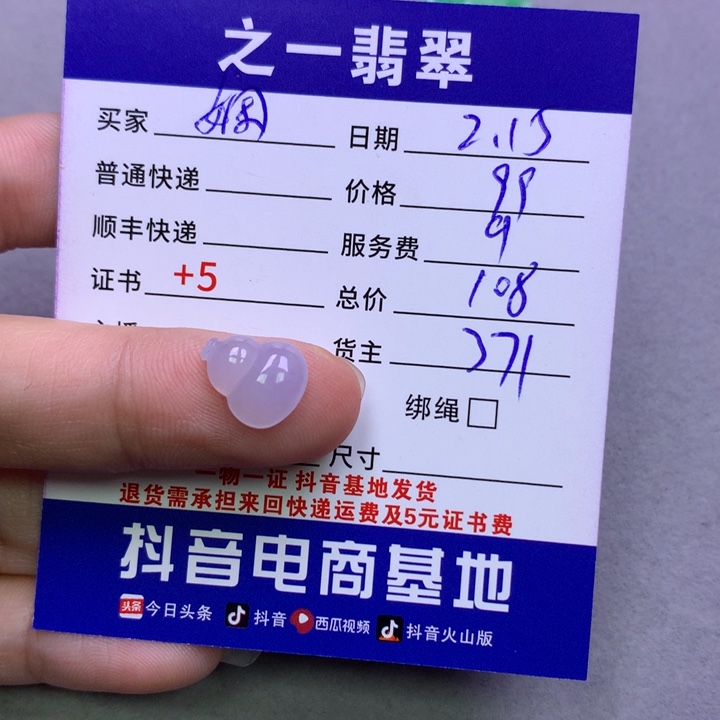 之一翡翠
买家 娴 日期 2.15
普通快递 价格 99
顺丰快递 服务费 9
证书 +5 总价 108
货主 371
绑绳
尺寸
一物一证 抖音基地发货
退货需承担来回快递运费及5元证书费
抖音电商基地
头条 今日头条 抖音 西瓜视频 抖音火山版